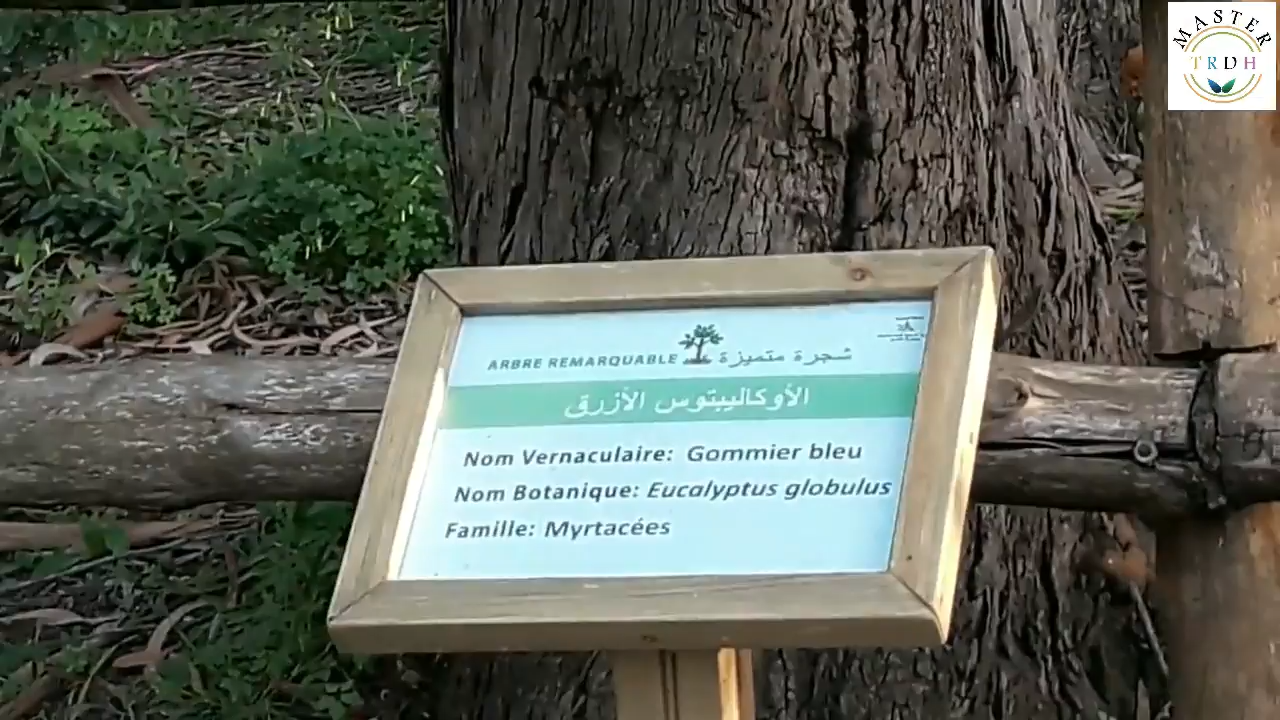 MASTER
TRDH
ARBRE REMARQUABLE شجرة متميزة
الأوكاليبتوس الأزرق
Nom Vernaculaire: Gommier bleu
Nom Botanique: Eucalyptus globulus
Famille: Myrtacées